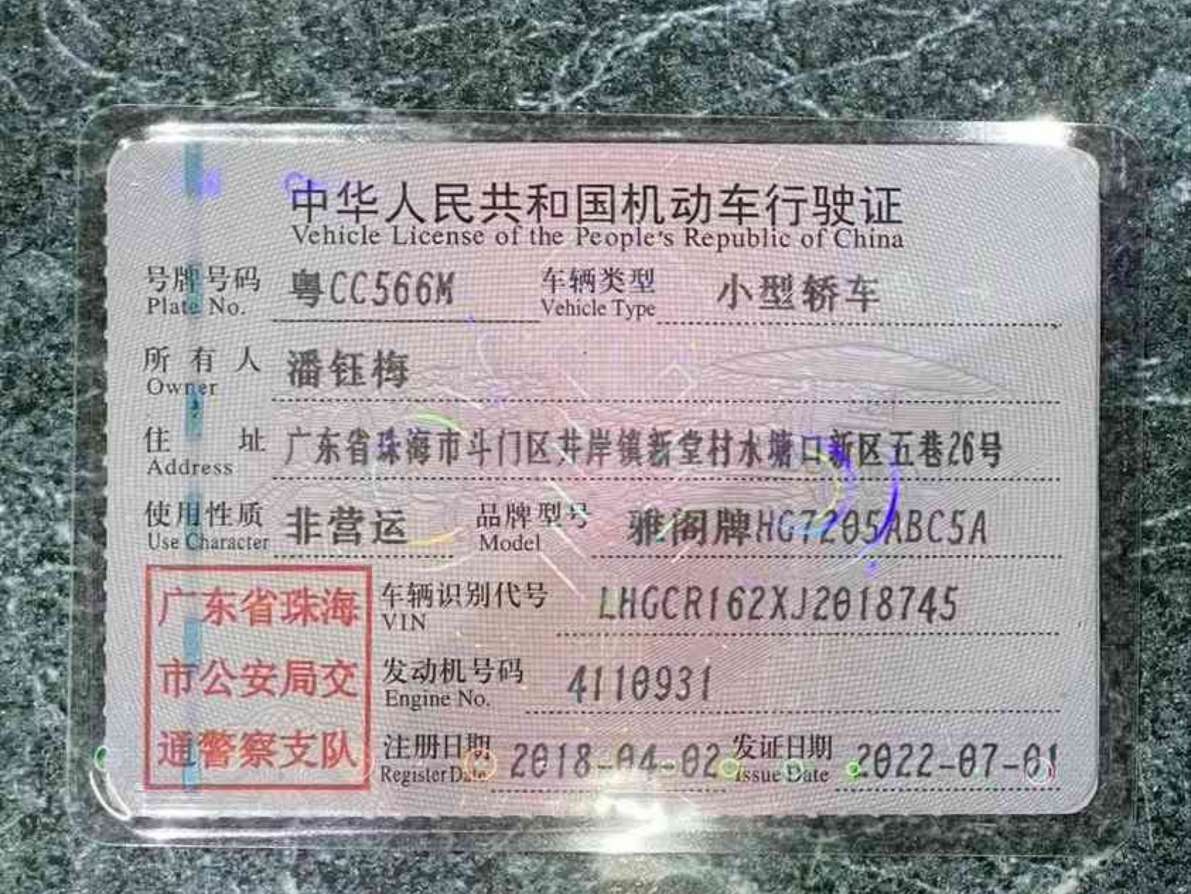 中华人民共和国机动车行驶证
Vehicle License of the People's Republic of China
号牌号码 粤CC566M 车辆类型 小型轿车
Plate No. Vehicle Type
所有人 潘钰梅
Owner
住址 广东省珠海市斗门区井岸镇新堂村水塘口新区五巷26号
Address
使用性质 非营运 品牌型号 雅阁牌HG7205ABC5A
Use Character Model
广东省珠海
市公安局交
通警察支队
车辆识别代号 LHGCR162XJ2018745
VIN
发动机号码 4110931
Engine No.
注册日期 2018-04-02 发证日期 2022-07-01
Register Date Issue Date